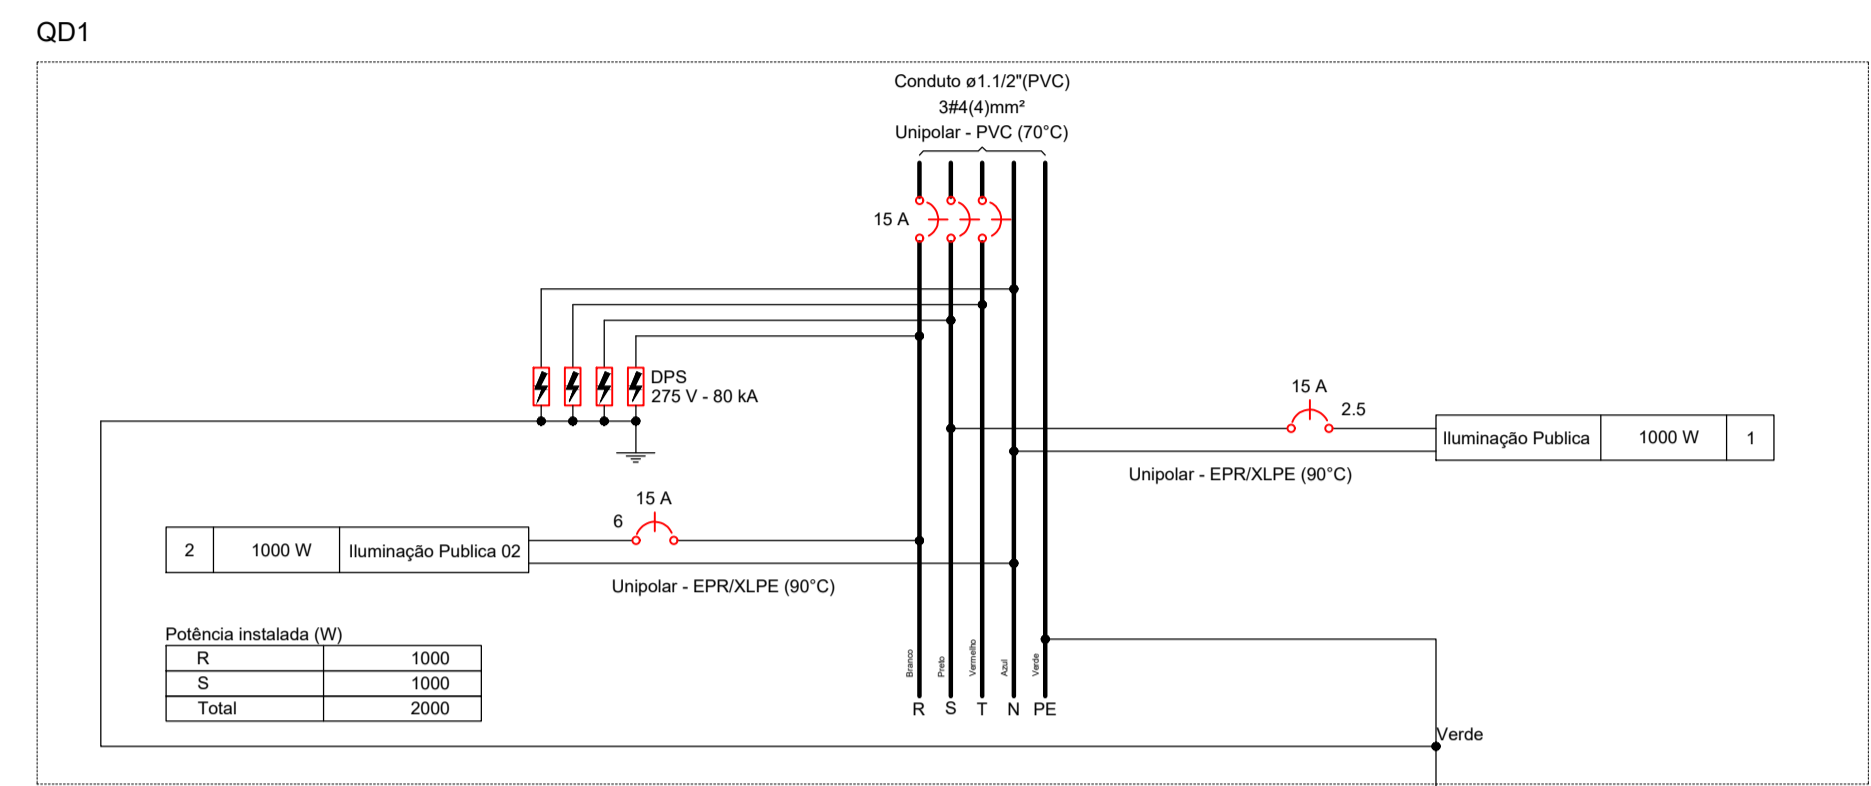 QD1
Conduto ø1.1/2"(PVC)
3#4(4)mm²
Unipolar - PVC (70°C)
15 A
DPS
275 V - 80 kA
15 A
2.5
Iluminação Publica 1000 W 1
Unipolar - EPR/XLPE (90°C)
15 A
6
2 1000 W Iluminação Publica 02
Unipolar - EPR/XLPE (90°C)
Potência instalada (W)
R 1000
S 1000
Total 2000
Branco
Preto
Vermelho
Azul
Verde
R S T N PE
Verde